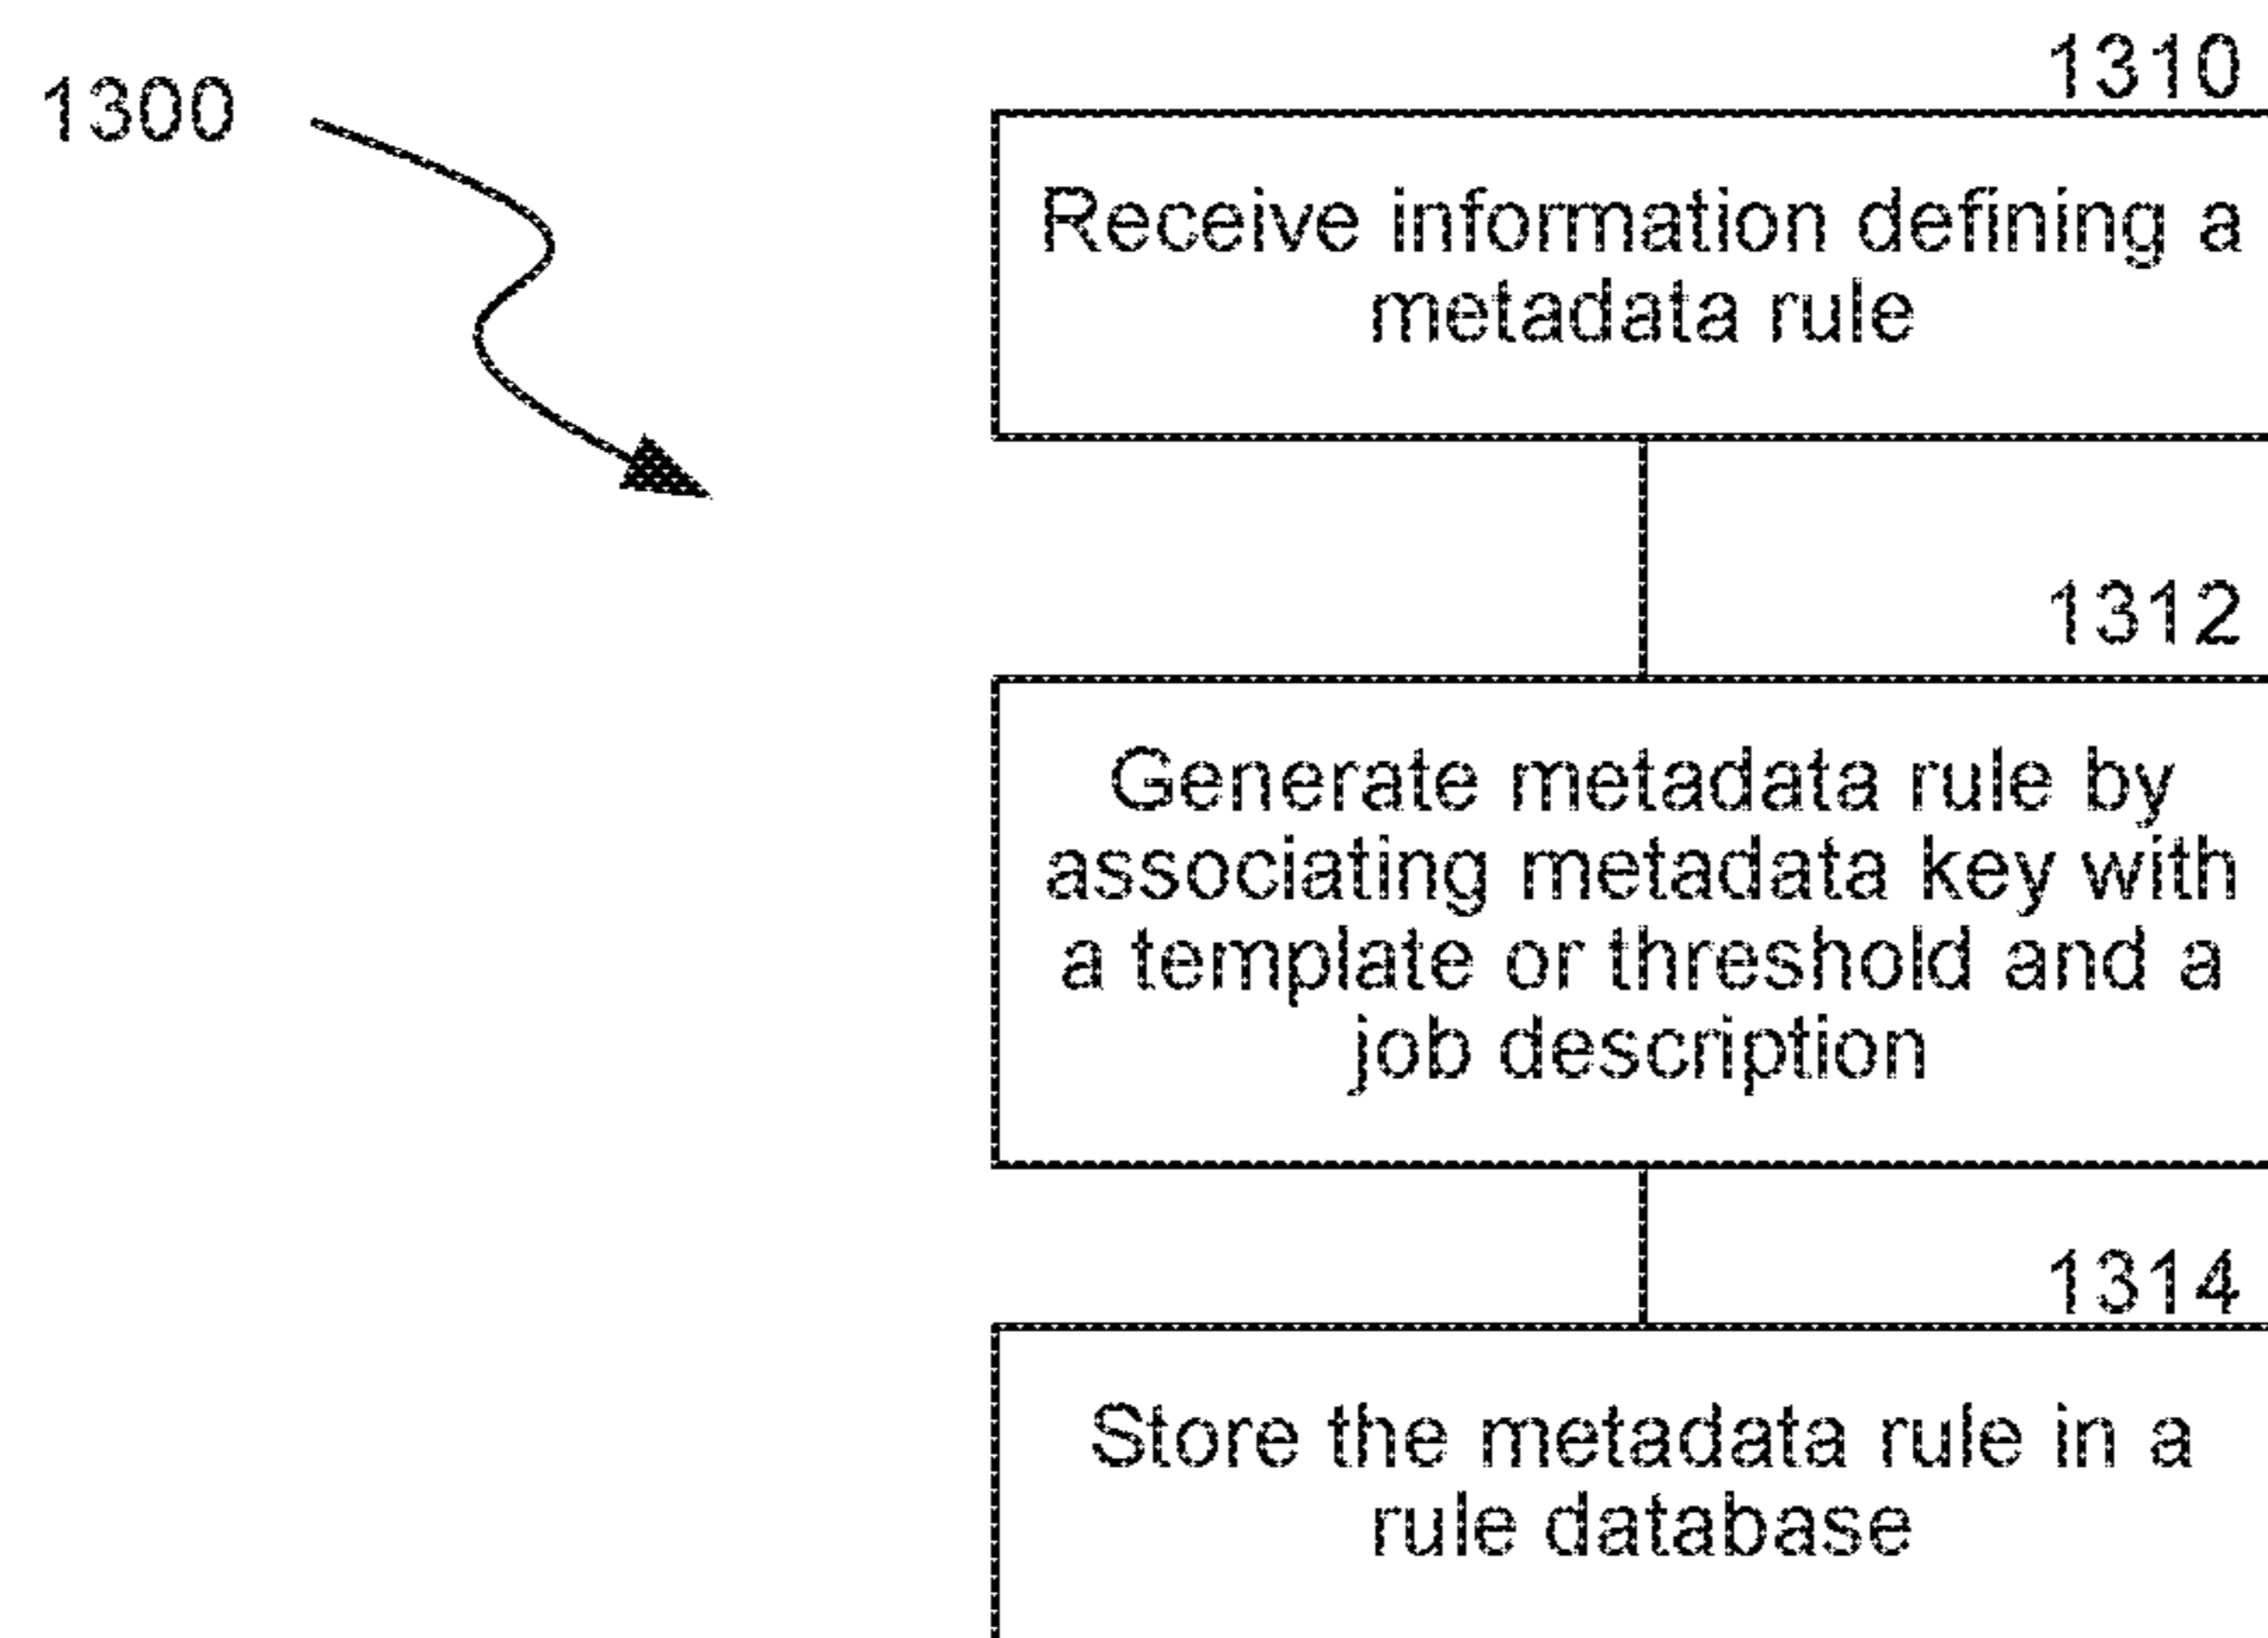 1300
1310
Receive information defining a
metadata rule
1312
Generate metadata rule by
associating metadata key with
a template or threshold and a
job description
1314
Store the metadata rule in a
rule database